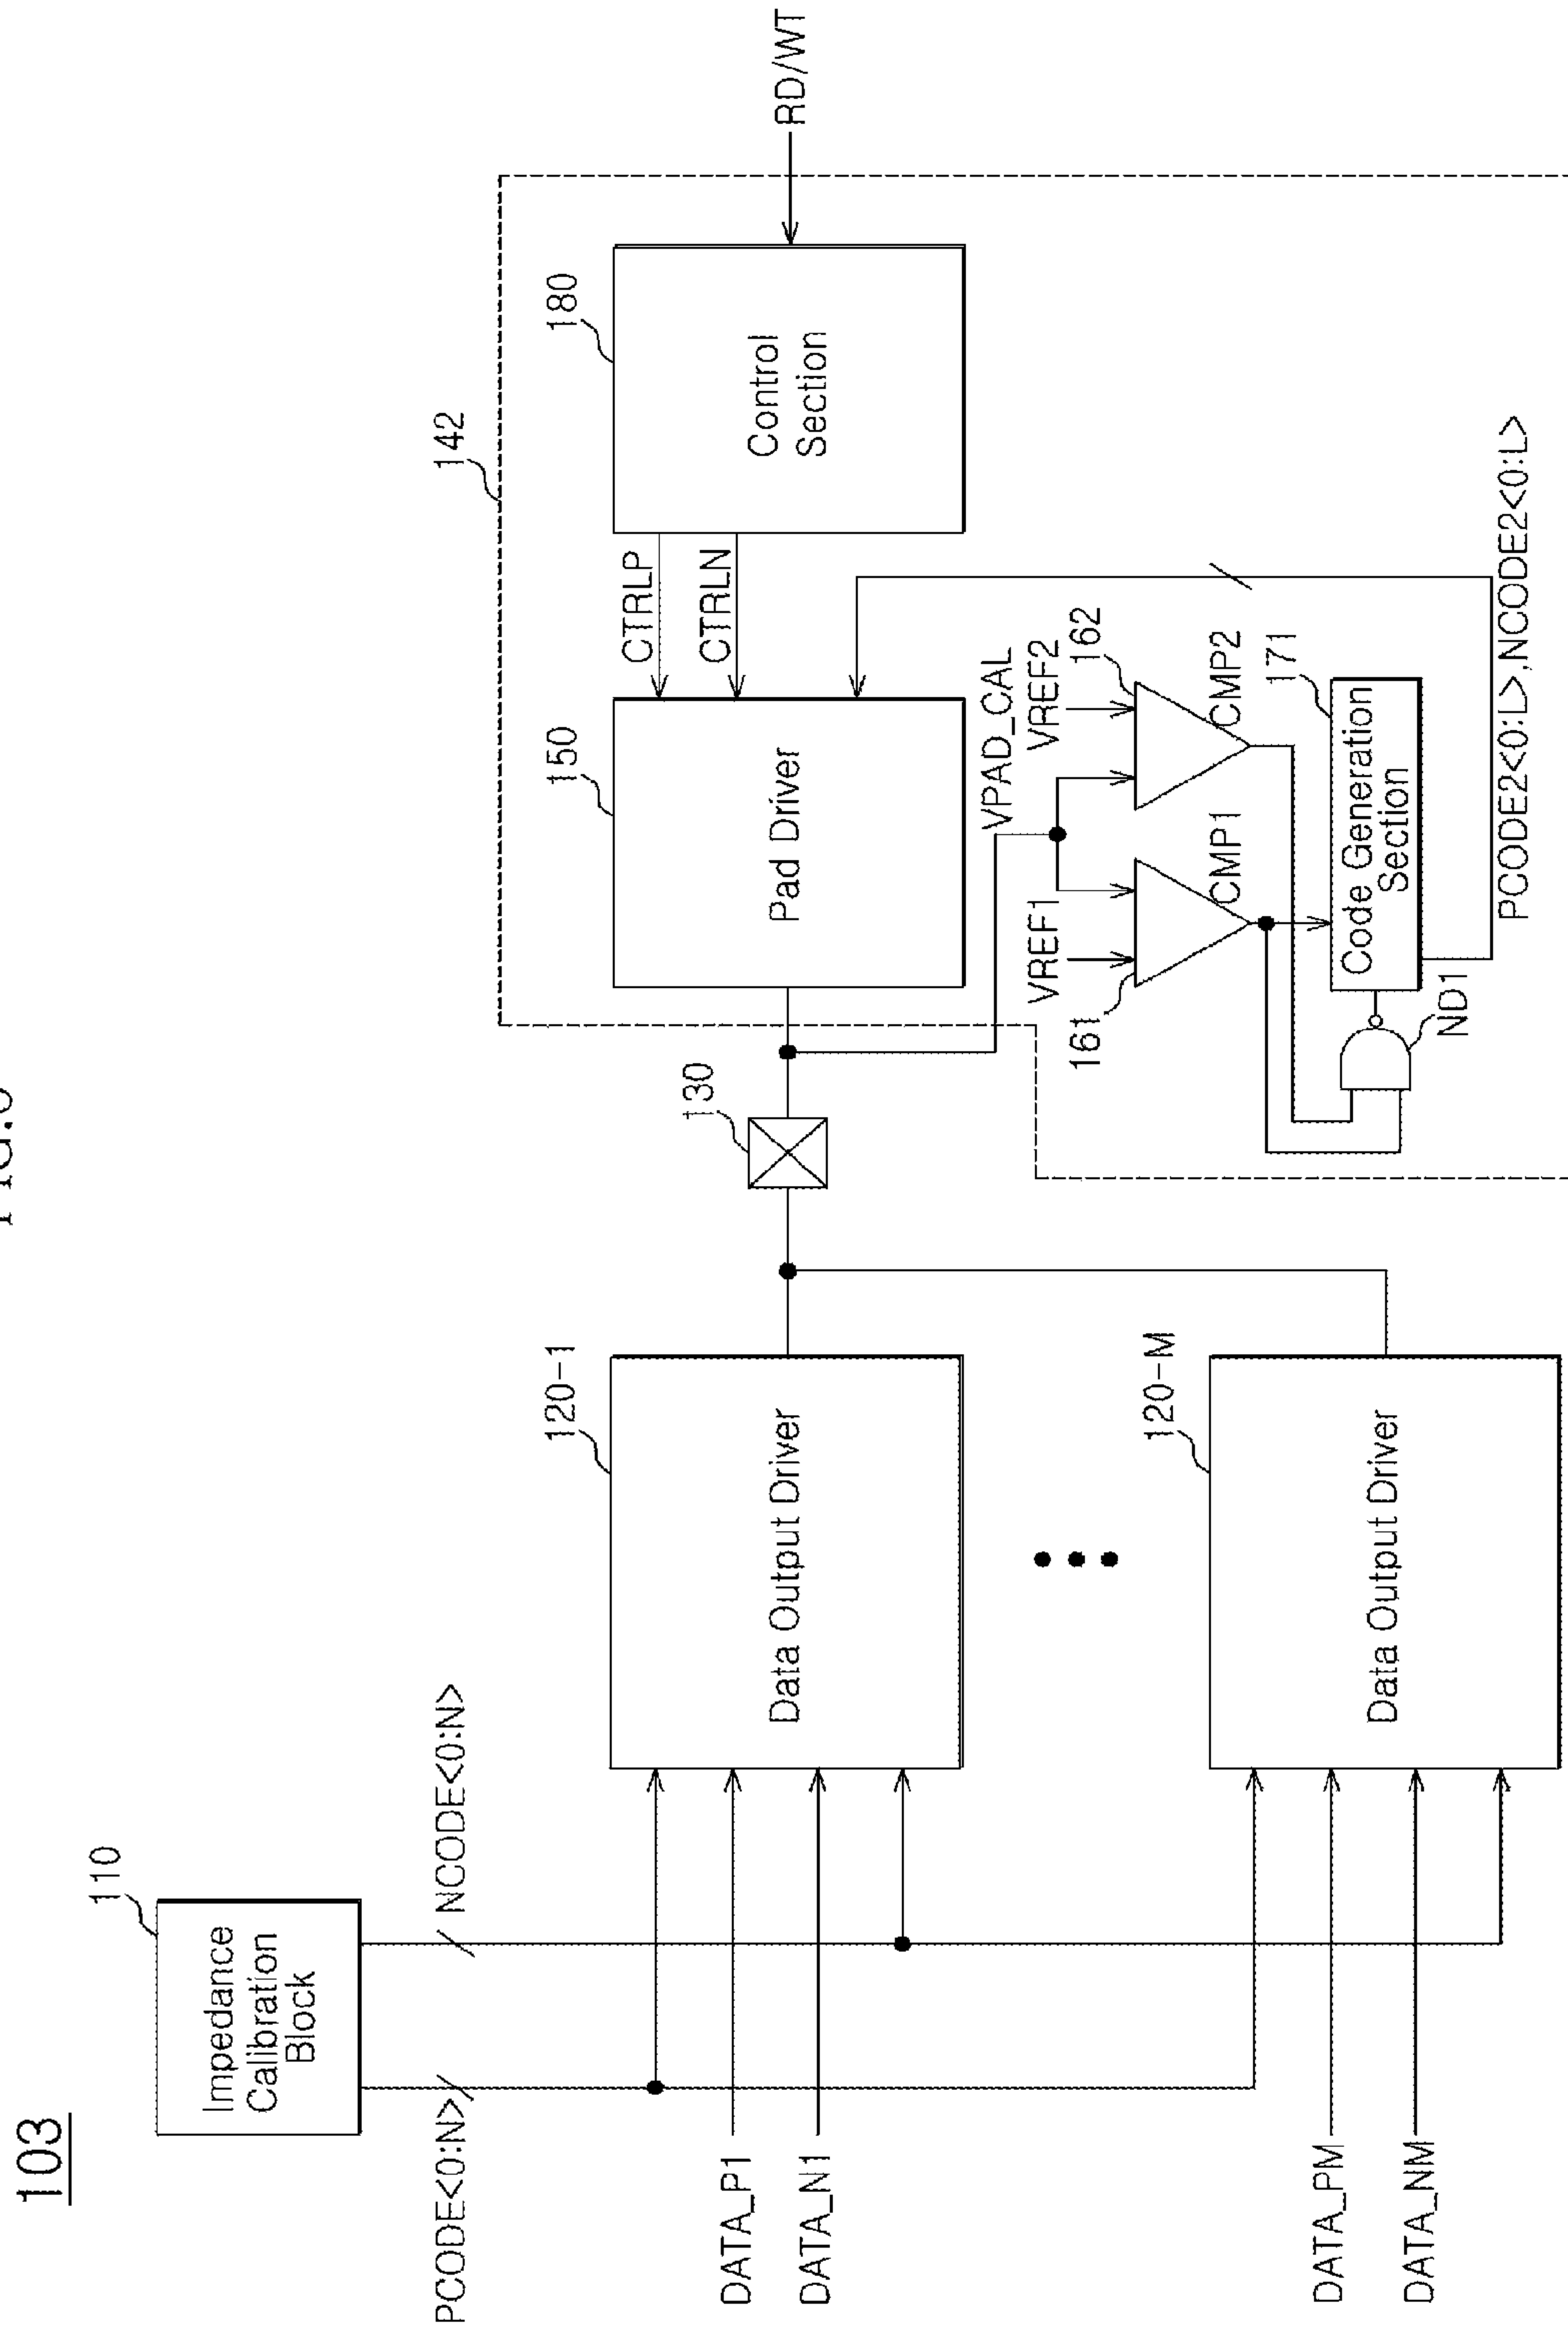 103
110
Impedance
Calibration
Block
PCODE<0:N>
NCODE<0:N>
DATA_P1
DATA_N1
120-1
Data Output Driver
DATA_PM
DATA_NM
120-M
Data Output Driver
130
142
150
Pad Driver
CTRLP
CTRLN
180
Control
Section
RD/WT
VPAD_CAL
VREF1
VREF2
161
162
CMP1
CMP2
171
Code Generation
Section
ND1
PCODE2<0:L>,NCODE2<0:L>